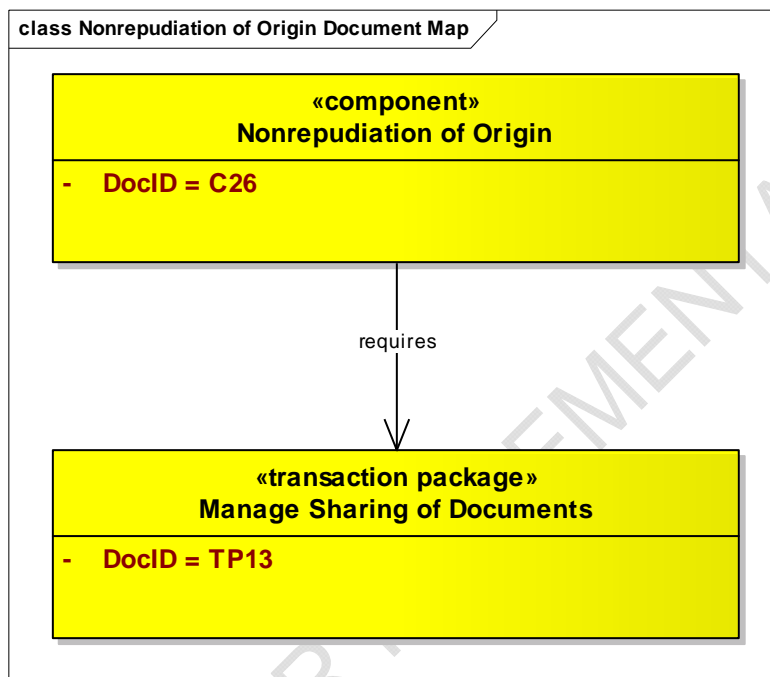 class Nonrepudiation of Origin Document Map
«component»
Nonrepudiation of Origin
- DocID = C26
requires
«transaction package»
Manage Sharing of Documents
- DocID = TP13